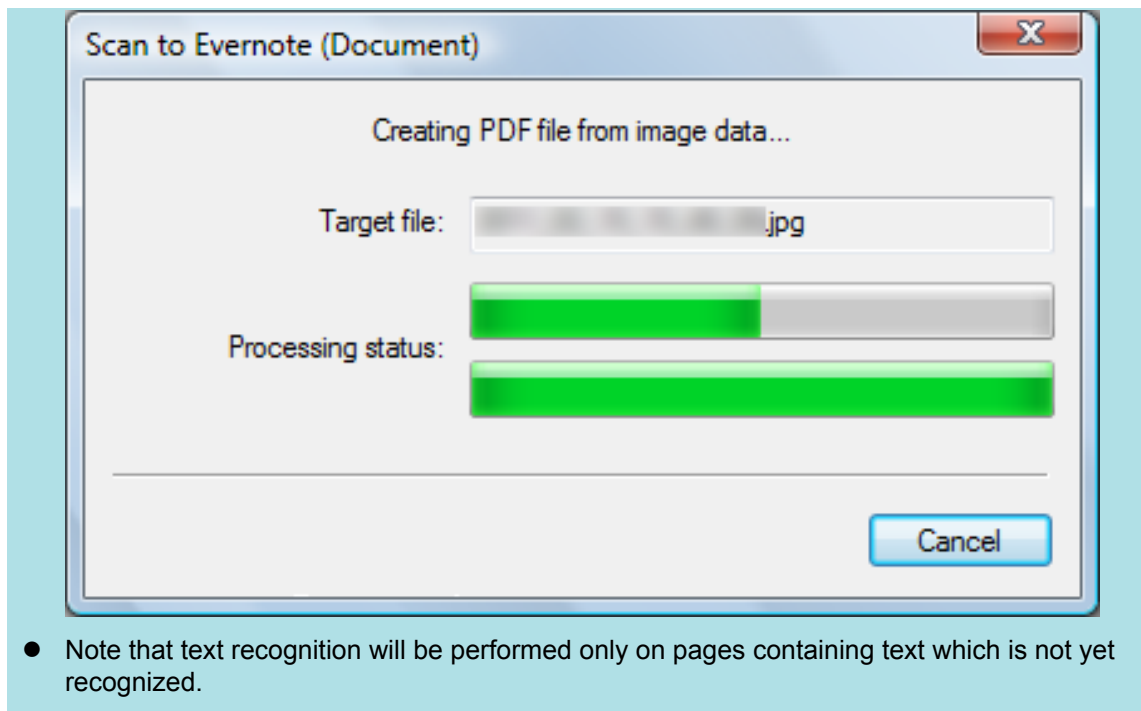 Scan to Evernote (Document)
Creating PDF file from image data...
Target file: .jpg
Processing status:
Cancel
● Note that text recognition will be performed only on pages containing text which is not yet
recognized.